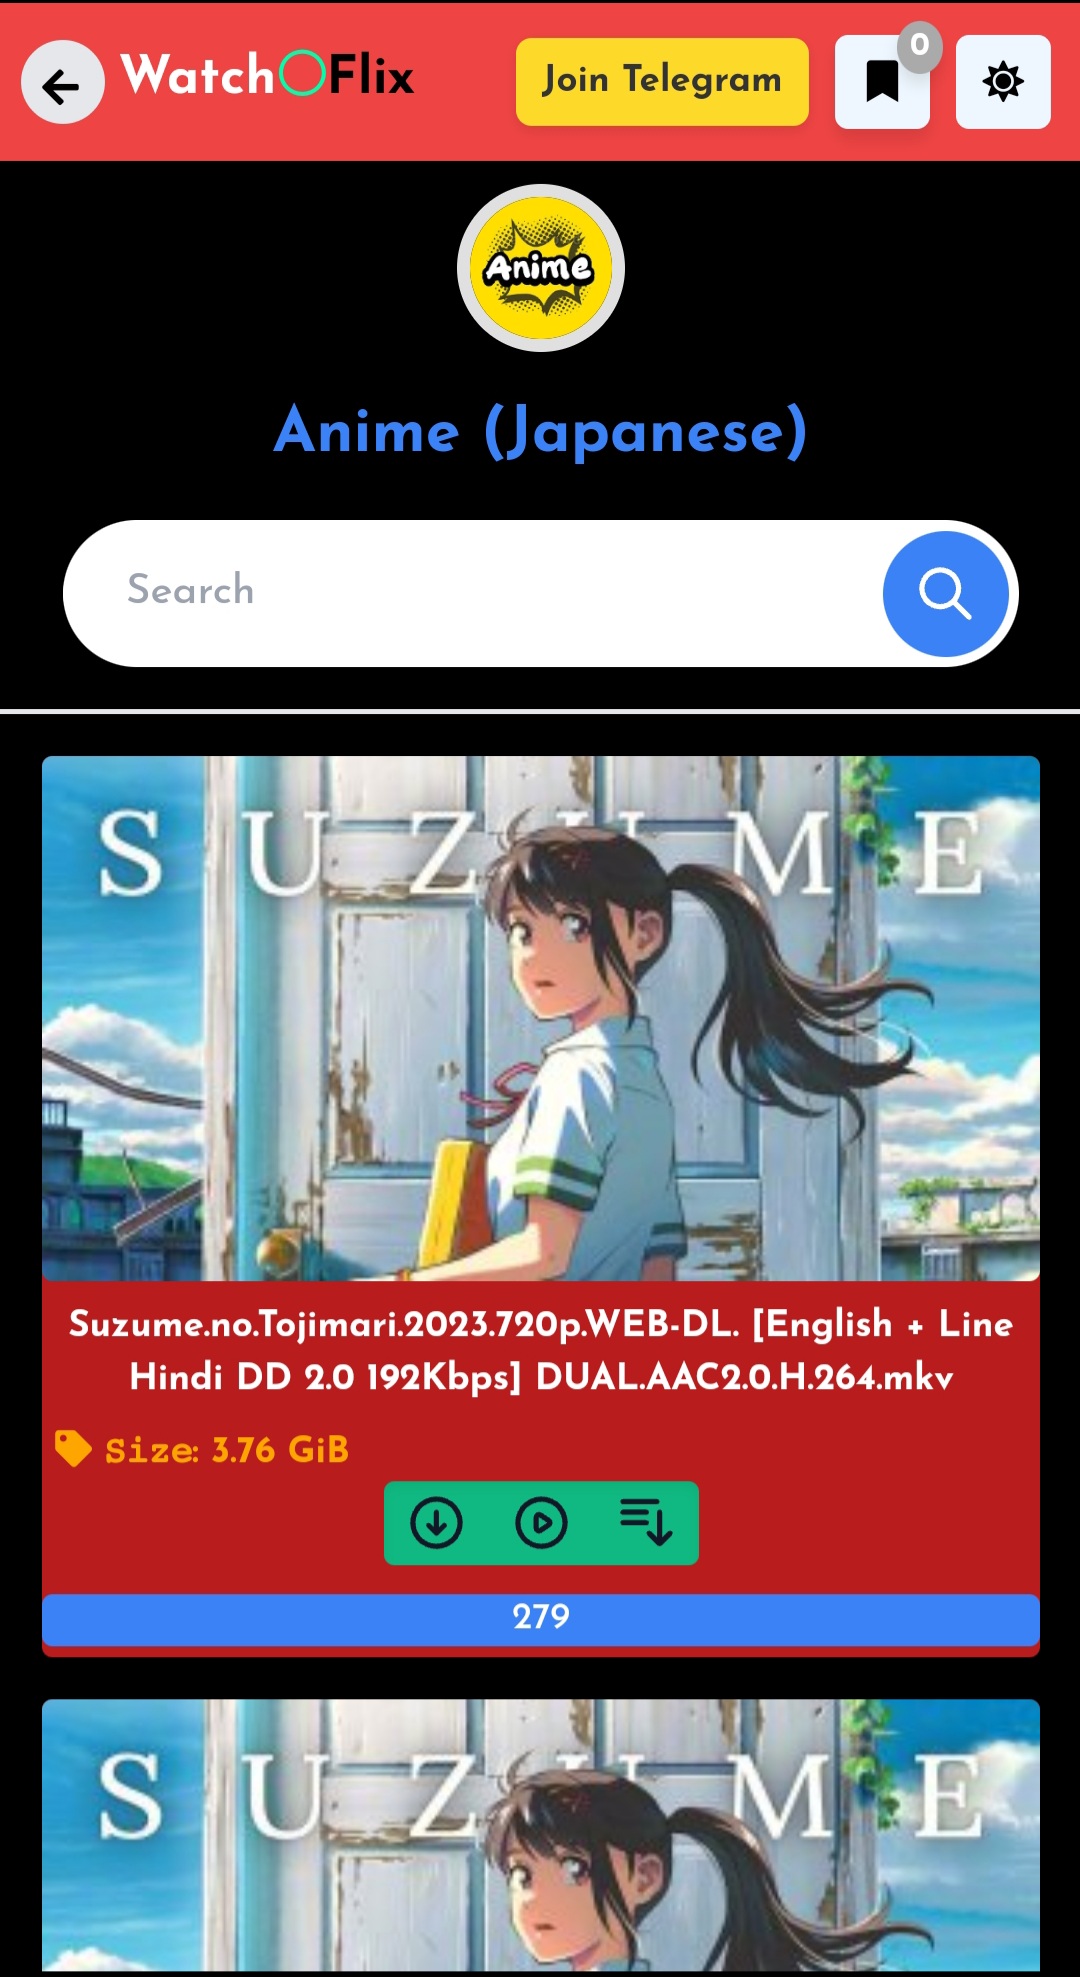 WatchFlix
Join Telegram
0
Anime
Anime (Japanese)
Search
SUZUME
Suzume.no.Tojimari.2023.720p.WEB-DL. [English + Line
Hindi DD 2.0 192Kbps] DUAL.AAC2.0.H.264.mkv
Size: 3.76 GiB
279
SUZUME